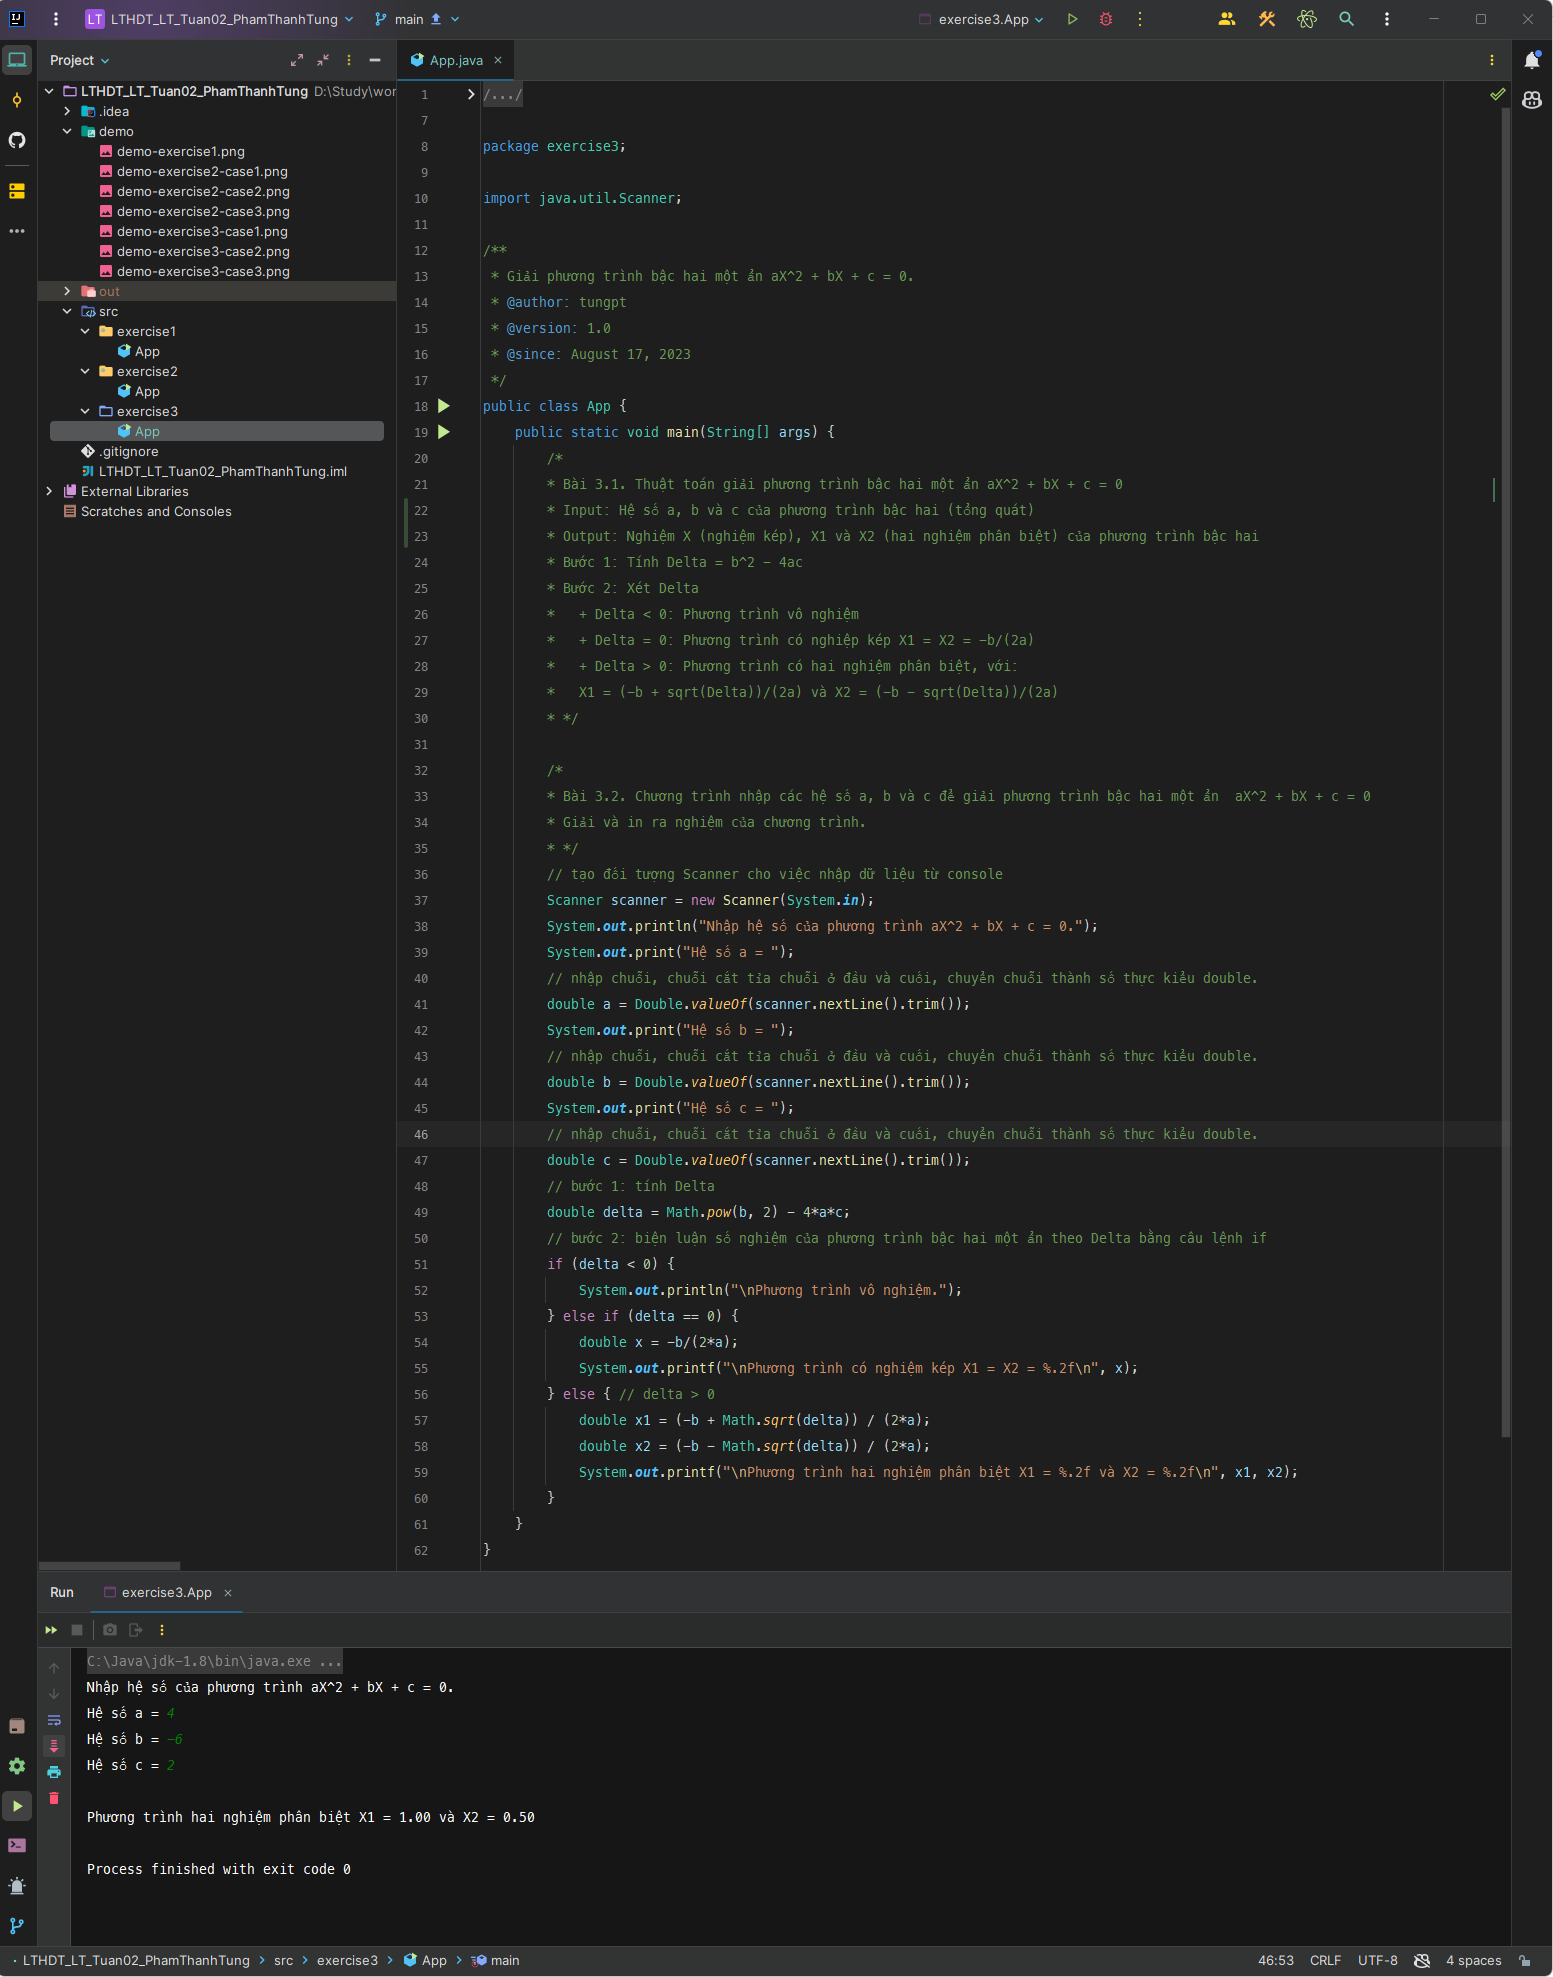 LT LTHDT_LT_Tuan02_PhamThanhTung main exercise3.App
Project
App.java
LTHDT_LT_Tuan02_PhamThanhTung D:\Study\wor
.idea
demo
demo-exercise1.png
demo-exercise2-case1.png
demo-exercise2-case2.png
demo-exercise2-case3.png
demo-exercise3-case1.png
demo-exercise3-case2.png
demo-exercise3-case3.png
out
src
exercise1
App
exercise2
App
exercise3
App
.gitignore
LTHDT_LT_Tuan02_PhamThanhTung.iml
External Libraries
Scratches and Consoles
1 /.../
7
8 package exercise3;
9
10 import java.util.Scanner;
11
12 /**
13 * Giải phương trình bậc hai một ẩn aX^2 + bX + c = 0.
14 * @author: tungpt
15 * @version: 1.0
16 * @since: August 17, 2023
17 */
18 public class App {
19 public static void main(String[] args) {
20 /*
21 * Bài 3.1. Thuật toán giải phương trình bậc hai một ẩn aX^2 + bX + c = 0
22 * Input: Hệ số a, b và c của phương trình bậc hai (tổng quát)
23 * Output: Nghiệm X (nghiệm kép), X1 và X2 (hai nghiệm phân biệt) của phương trình bậc hai
24 * Bước 1: Tính Delta = b^2 - 4ac
25 * Bước 2: Xét Delta
26 * + Delta < 0: Phương trình vô nghiệm
27 * + Delta = 0: Phương trình có nghiệp kép X1 = X2 = -b/(2a)
28 * + Delta > 0: Phương trình có hai nghiệm phân biệt, với:
29 * X1 = (-b + sqrt(Delta))/(2a) và X2 = (-b - sqrt(Delta))/(2a)
30 * */
31
32 /*
33 * Bài 3.2. Chương trình nhập các hệ số a, b và c để giải phương trình bậc hai một ẩn  aX^2 + bX + c = 0
34 * Giải và in ra nghiệm của chương trình.
35 * */
36 // tạo đối tượng Scanner cho việc nhập dữ liệu từ console
37 Scanner scanner = new Scanner(System.in);
38 System.out.println("Nhập hệ số của phương trình aX^2 + bX + c = 0.");
39 System.out.print("Hệ số a = ");
40 // nhập chuỗi, chuỗi cắt tỉa chuỗi ở đầu và cuối, chuyển chuỗi thành số thực kiểu double.
41 double a = Double.valueOf(scanner.nextLine().trim());
42 System.out.print("Hệ số b = ");
43 // nhập chuỗi, chuỗi cắt tỉa chuỗi ở đầu và cuối, chuyển chuỗi thành số thực kiểu double.
44 double b = Double.valueOf(scanner.nextLine().trim());
45 System.out.print("Hệ số c = ");
46 // nhập chuỗi, chuỗi cắt tỉa chuỗi ở đầu và cuối, chuyển chuỗi thành số thực kiểu double.
47 double c = Double.valueOf(scanner.nextLine().trim());
48 // bước 1: tính Delta
49 double delta = Math.pow(b, 2) - 4*a*c;
50 // bước 2: biện luận số nghiệm của phương trình bậc hai một ẩn theo Delta bằng câu lệnh if
51 if (delta < 0) {
52 System.out.println("\nPhương trình vô nghiệm.");
53 } else if (delta == 0) {
54 double x = -b/(2*a);
55 System.out.printf("\nPhương trình có nghiệm kép X1 = X2 = %.2f\n", x);
56 } else { // delta > 0
57 double x1 = (-b + Math.sqrt(delta)) / (2*a);
58 double x2 = (-b - Math.sqrt(delta)) / (2*a);
59 System.out.printf("\nPhương trình hai nghiệm phân biệt X1 = %.2f và X2 = %.2f\n", x1, x2);
60 }
61 }
62 }
Run exercise3.App
C:\Java\jdk-1.8\bin\java.exe ...
Nhập hệ số của phương trình aX^2 + bX + c = 0.
Hệ số a = 4
Hệ số b = -6
Hệ số c = 2
Phương trình hai nghiệm phân biệt X1 = 1.00 và X2 = 0.50
Process finished with exit code 0
LTHDT_LT_Tuan02_PhamThanhTung > src > exercise3 > App > main 46:53 CRLF UTF-8 4 spaces